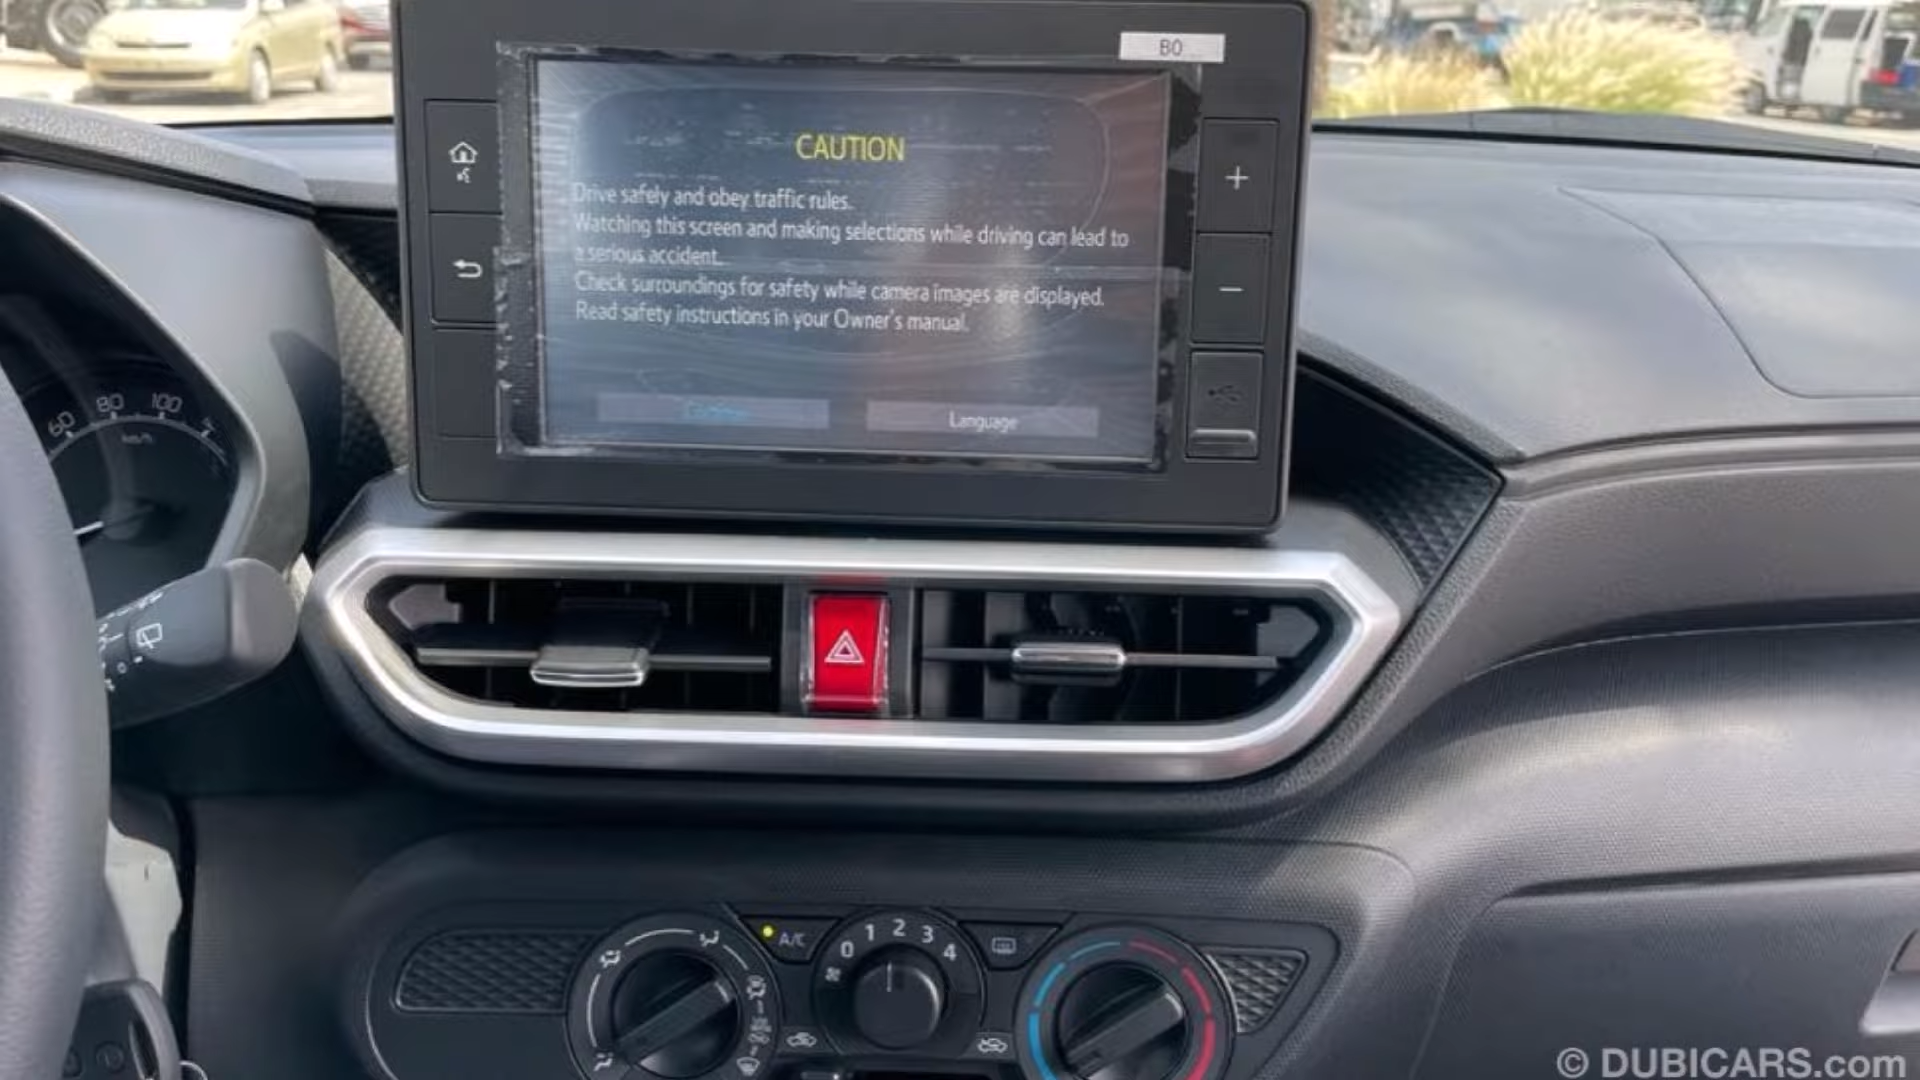 B0
CAUTION
Drive safely and obey traffic rules.
Watching this screen and making selections while driving can lead to
a serious accident.
Check surroundings for safety while camera images are displayed.
Read safety instructions in your Owner's manual.
Language
60 80 100
km/h
A/C
0 1 2 3 4
© DUBICARS.com